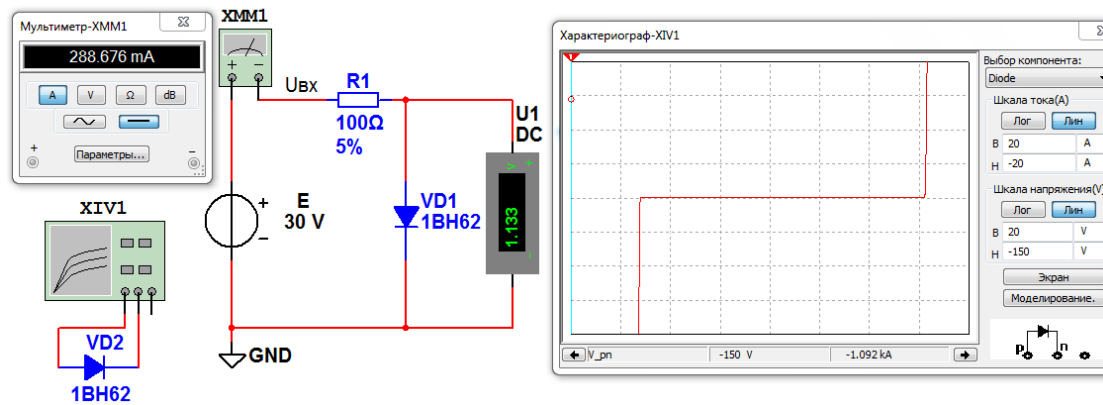 Мультиметр-XMM1
288.676 mA
A V Ω dB
+ Параметры... -
XMM1
+ -
Uвх
R1
100Ω
5%
U1
DC
V +
1.133
-
VD1
1BH62
E
30 V
+
-
GND
XIV1
VD2
1BH62
Характериограф-XIV1
Выбор компонента:
Diode
Шкала тока(A)
Лог Лин
В 20 A
Н -20 A
Шкала напряжения(V)
Лог Лин
В 20 V
Н -150 V
Экран
Моделирование.
p n
V_pn -150 V -1.092 kA